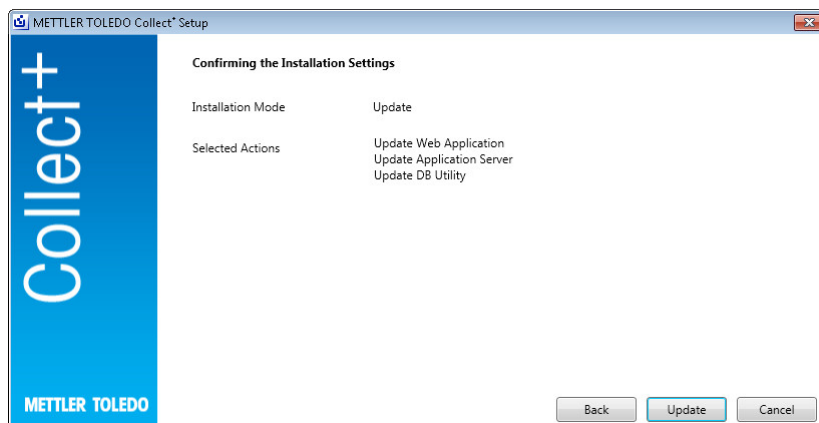 METTLER TOLEDO Collect⁺ Setup
Collect+
Confirming the Installation Settings
Installation Mode Update
Selected Actions Update Web Application
Update Application Server
Update DB Utility
METTLER TOLEDO
Back Update Cancel